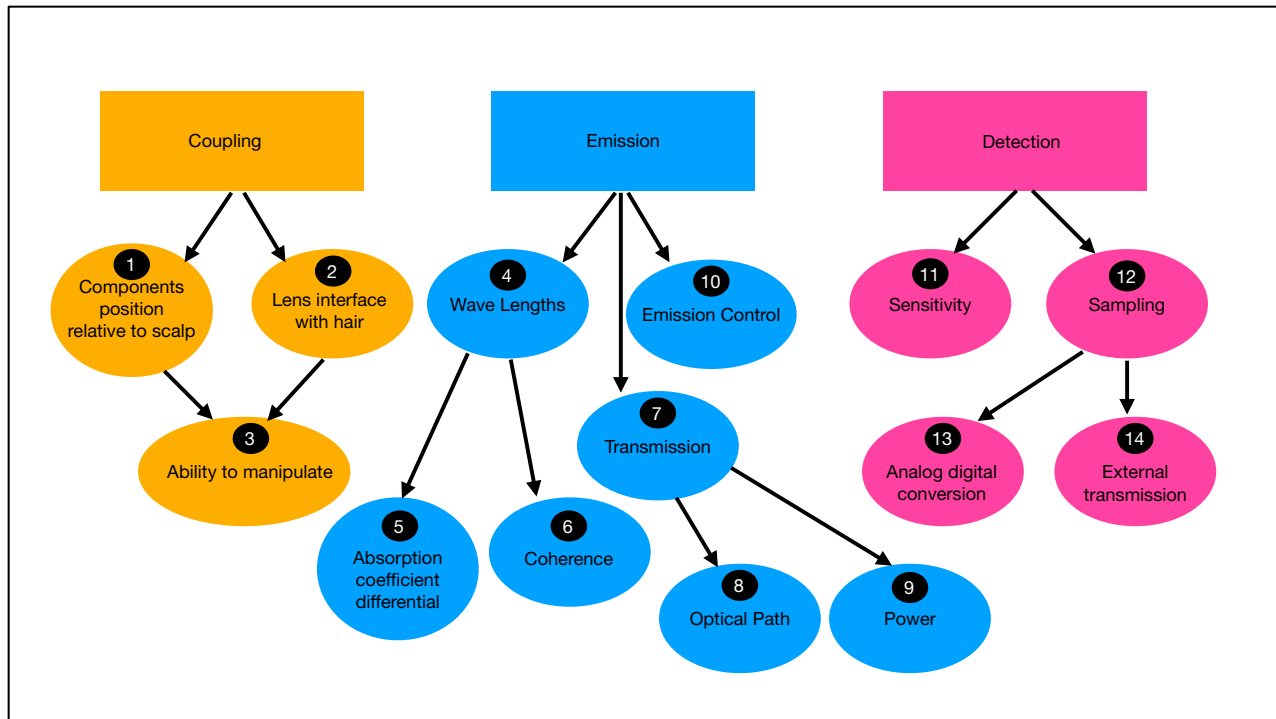 Coupling
Emission
Detection
1
Components
position
relative to scalp
2
Lens interface
with hair
3
Ability to manipulate
4
Wave Lengths
10
Emission Control
11
Sensitivity
12
Sampling
7
Transmission
13
Analog digital
conversion
14
External
transmission
5
Absorption
coefficient
differential
6
Coherence
8
Optical Path
9
Power